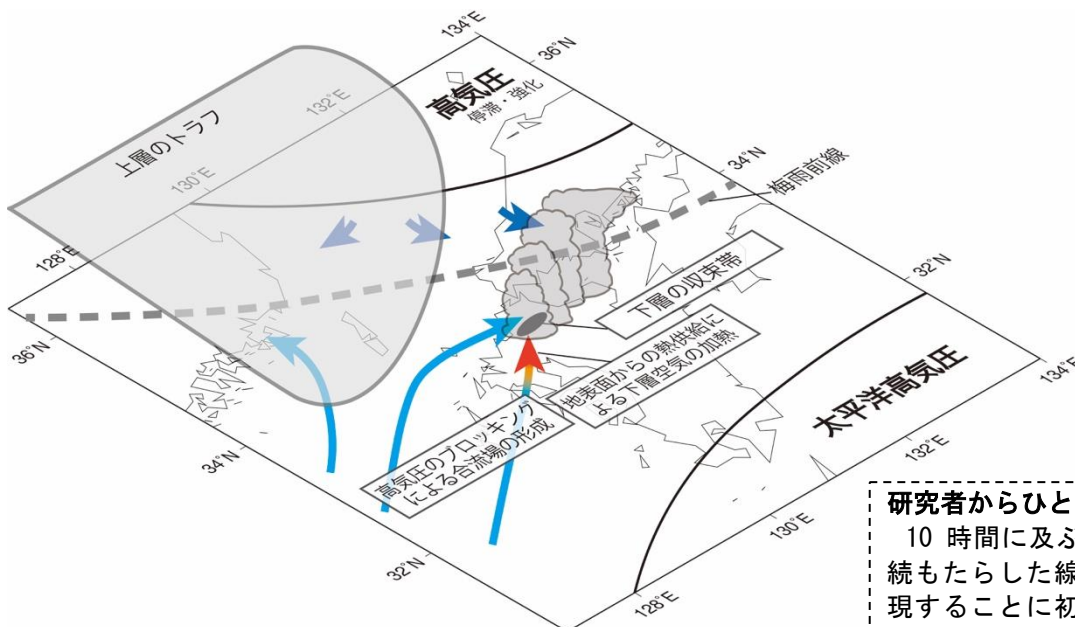 134°E
36°N
高気圧
停滞・強化
132°E
上層のトラフ
130°E
34°N
梅雨前線
128°E
32°N
下層の収束帯
地表面からの熱供給に
よる下層空気の加熱
36°N
134°E
太平洋高気圧
高気圧のブロッキング
による合流場の形成
34°N
132°E
研究者からひと
10 時間に及ぶ
続もたらした線
現することに初
130°E
32°N
128°E